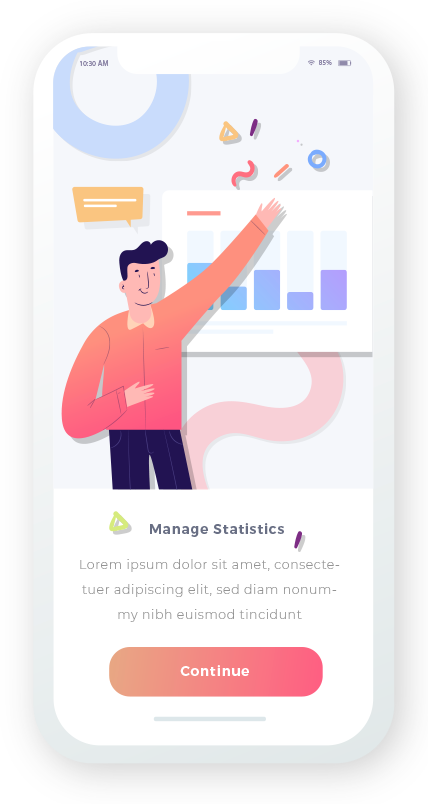 10:30 AM 85%
Manage Statistics
Lorem ipsum dolor sit amet, consecte-
tuer adipiscing elit, sed diam nonum-
my nibh euismod tincidunt
Continue